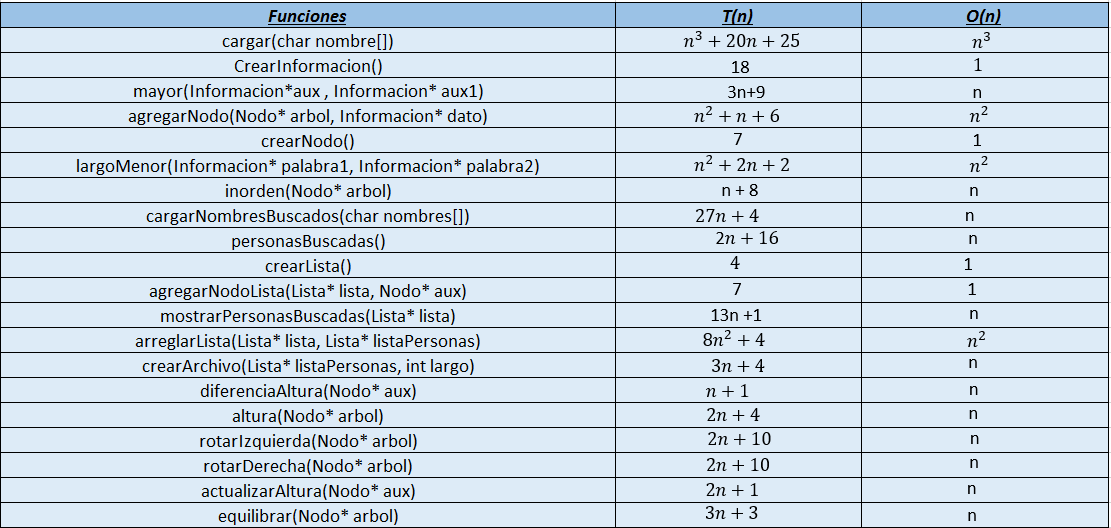 Funciones T(n) O(n)
cargar(char nombre[]) n³ + 20n + 25 n³
CrearInformacion() 18 1
mayor(Informacion*aux , Informacion* aux1) 3n+9 n
agregarNodo(Nodo* arbol, Informacion* dato) n² + n + 6 n²
crearNodo() 7 1
largoMenor(Informacion* palabra1, Informacion* palabra2) n² + 2n + 2 n²
inorden(Nodo* arbol) n + 8 n
cargarNombresBuscados(char nombres[]) 27n + 4 n
personasBuscadas() 2n + 16 n
crearLista() 4 1
agregarNodoLista(Lista* lista, Nodo* aux) 7 1
mostrarPersonasBuscadas(Lista* lista) 13n +1 n
arreglarLista(Lista* lista, Lista* listaPersonas) 8n² + 4 n²
crearArchivo(Lista* listaPersonas, int largo) 3n + 4 n
diferenciaAltura(Nodo* aux) n + 1 n
altura(Nodo* arbol) 2n + 4 n
rotarIzquierda(Nodo* arbol) 2n + 10 n
rotarDerecha(Nodo* arbol) 2n + 10 n
actualizarAltura(Nodo* aux) 2n + 1 n
equilibrar(Nodo* arbol) 3n + 3 n